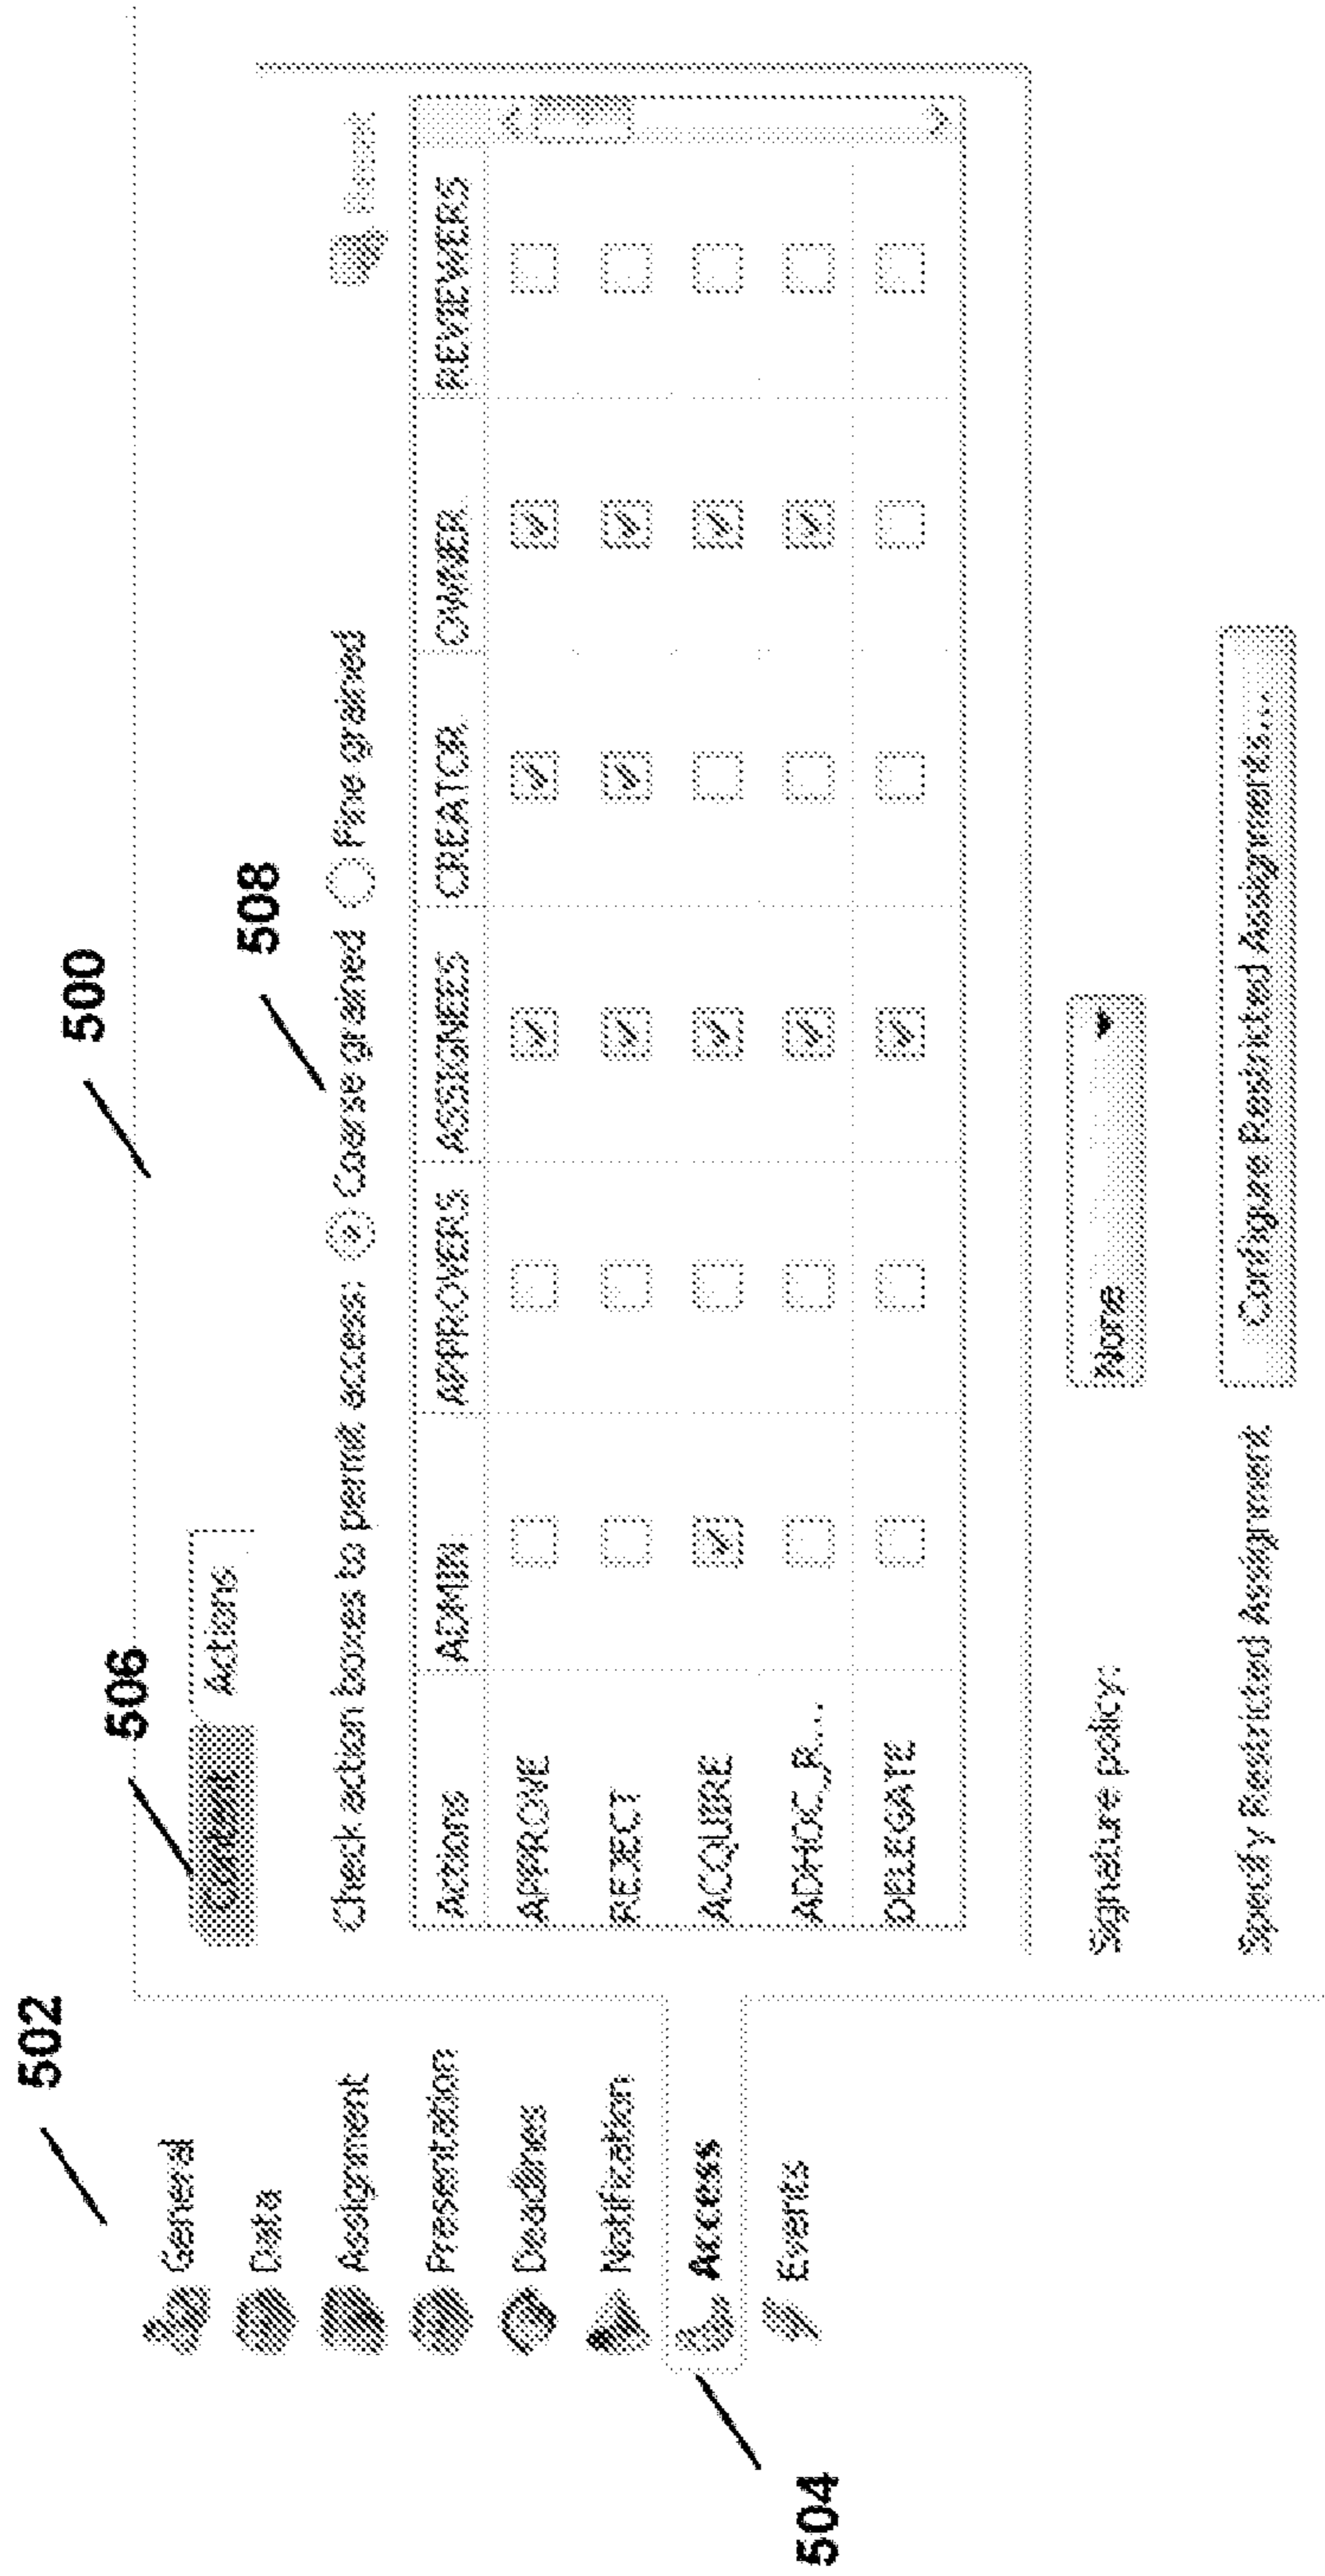 500
502
506
508
504
General
Data
Assignment
Presentation
Deadlines
Notification
Access
Events
Content Actions
Check action boxes to permit access: Coarse grained Fine grained
Reset
Actions ADMIN APPROVERS ASSIGNEES CREATOR OWNER REVIEWERS
APPROVE
REJECT
ACQUIRE
ADHOC_R...
DELEGATE
Signature policy: None
Specify Restricted Assignment Configure Restricted Assignments...